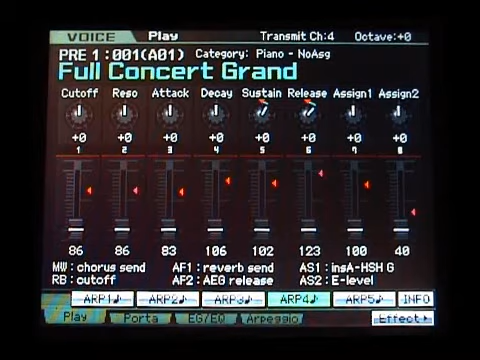 VOICE Play Transmit Ch:4 Octave:+0
PRE 1:001(A01) Category: Piano - NoAsg
Full Concert Grand
Cutoff Reso Attack Decay Sustain Release Assign1 Assign2
+0 +0 +0 +0 +0 +0 +0 +0
1 2 3 4 5 6 7 8
86 86 83 106 102 123 100 40
MW:chorus send AF1:reverb send AS1:insA-HSH G
RB:cutoff AF2:AEG release AS2:E-level
ARP1♪ ARP2♪ ARP3♪ ARP4♪ ARP5♪ INFO
Play Porta EG/EQ Arpeggio Effect